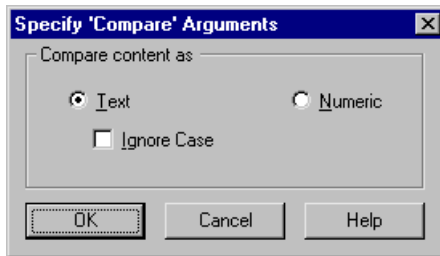 Specify 'Compare' Arguments
Compare content as
Text Numeric
Ignore Case
OK Cancel Help